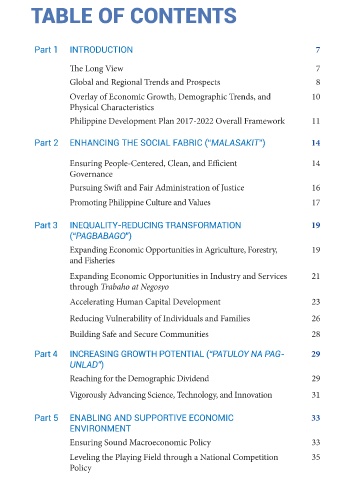 TABLE OF CONTENTS
Part 1 INTRODUCTION 7
The Long View 7
Global and Regional Trends and Prospects 8
Overlay of Economic Growth, Demographic Trends, and 10
Physical Characteristics
Philippine Development Plan 2017-2022 Overall Framework 11
Part 2 ENHANCING THE SOCIAL FABRIC ("MALASAKIT") 14
Ensuring People-Centered, Clean, and Efficient 14
Governance
Pursuing Swift and Fair Administration of Justice 16
Promoting Philippine Culture and Values 17
Part 3 INEQUALITY-REDUCING TRANSFORMATION 19
("PAGBABAGO")
Expanding Economic Opportunities in Agriculture, Forestry, 19
and Fisheries
Expanding Economic Opportunities in Industry and Services 21
through Trabaho at Negosyo
Accelerating Human Capital Development 23
Reducing Vulnerability of Individuals and Families 26
Building Safe and Secure Communities 28
Part 4 INCREASING GROWTH POTENTIAL ("PATULOY NA PAG- 29
UNLAD")
Reaching for the Demographic Dividend 29
Vigorously Advancing Science, Technology, and Innovation 31
Part 5 ENABLING AND SUPPORTIVE ECONOMIC 33
ENVIRONMENT
Ensuring Sound Macroeconomic Policy 33
Leveling the Playing Field through a National Competition 35
Policy